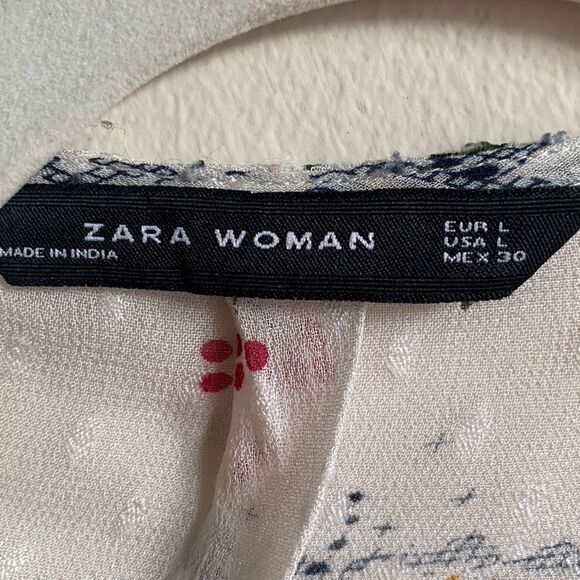 ZARA WOMAN
MADE IN INDIA
EUR L
USA L
MEX 30